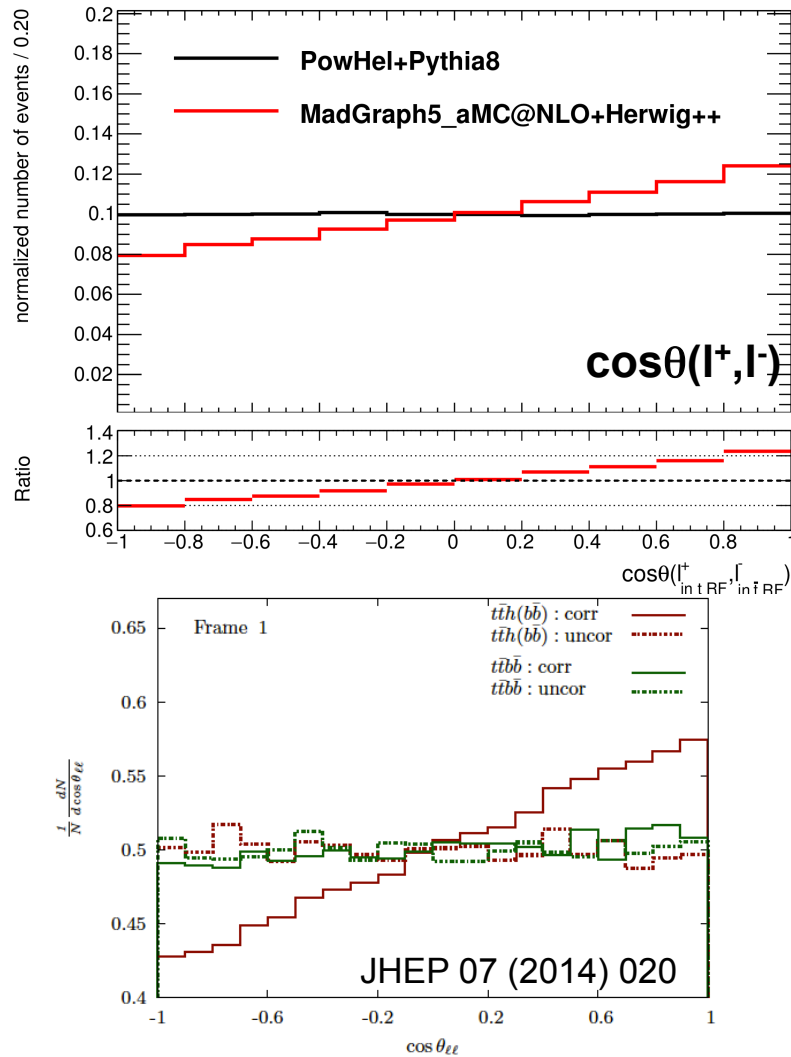 0.2
0.18
0.16
0.14
0.12
0.1
0.08
0.06
0.04
0.02
normalized number of events / 0.20
PowHel+Pythia8
MadGraph5_aMC@NLO+Herwig++
cosθ(l⁺,l⁻)
1.4
1.2
1
0.8
0.6
Ratio
−1 −0.8 −0.6 −0.4 −0.2 0 0.2 0.4 0.6 0.8 1
cosθ(l⁺ in t RF, l⁻ in t̄ RF)
Frame 1
tt̄h(bb̄) : corr
tt̄h(bb̄) : uncor
tt̄bb̄ : corr
tt̄bb̄ : uncor
0.65
0.6
0.55
0.5
0.45
0.4
1/N dN/d cos θℓℓ
JHEP 07 (2014) 020
-1 -0.6 -0.2 0.2 0.6 1
cos θℓℓ